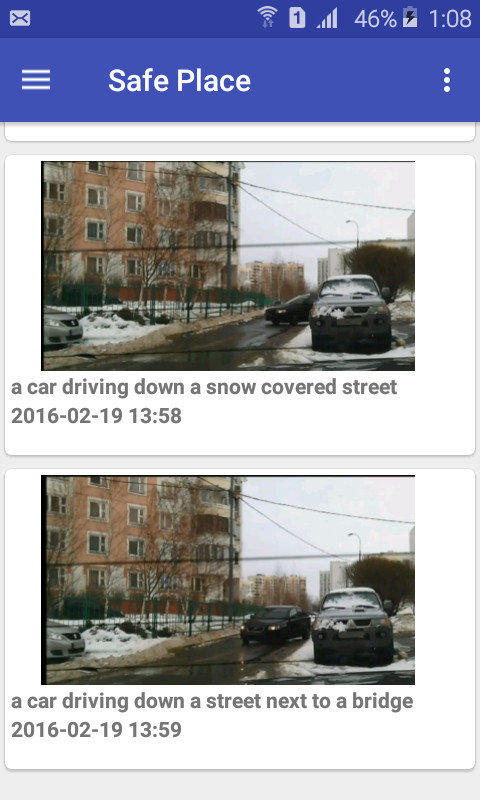 1 46% 1:08
Safe Place
a car driving down a snow covered street
2016-02-19 13:58
a car driving down a street next to a bridge
2016-02-19 13:59